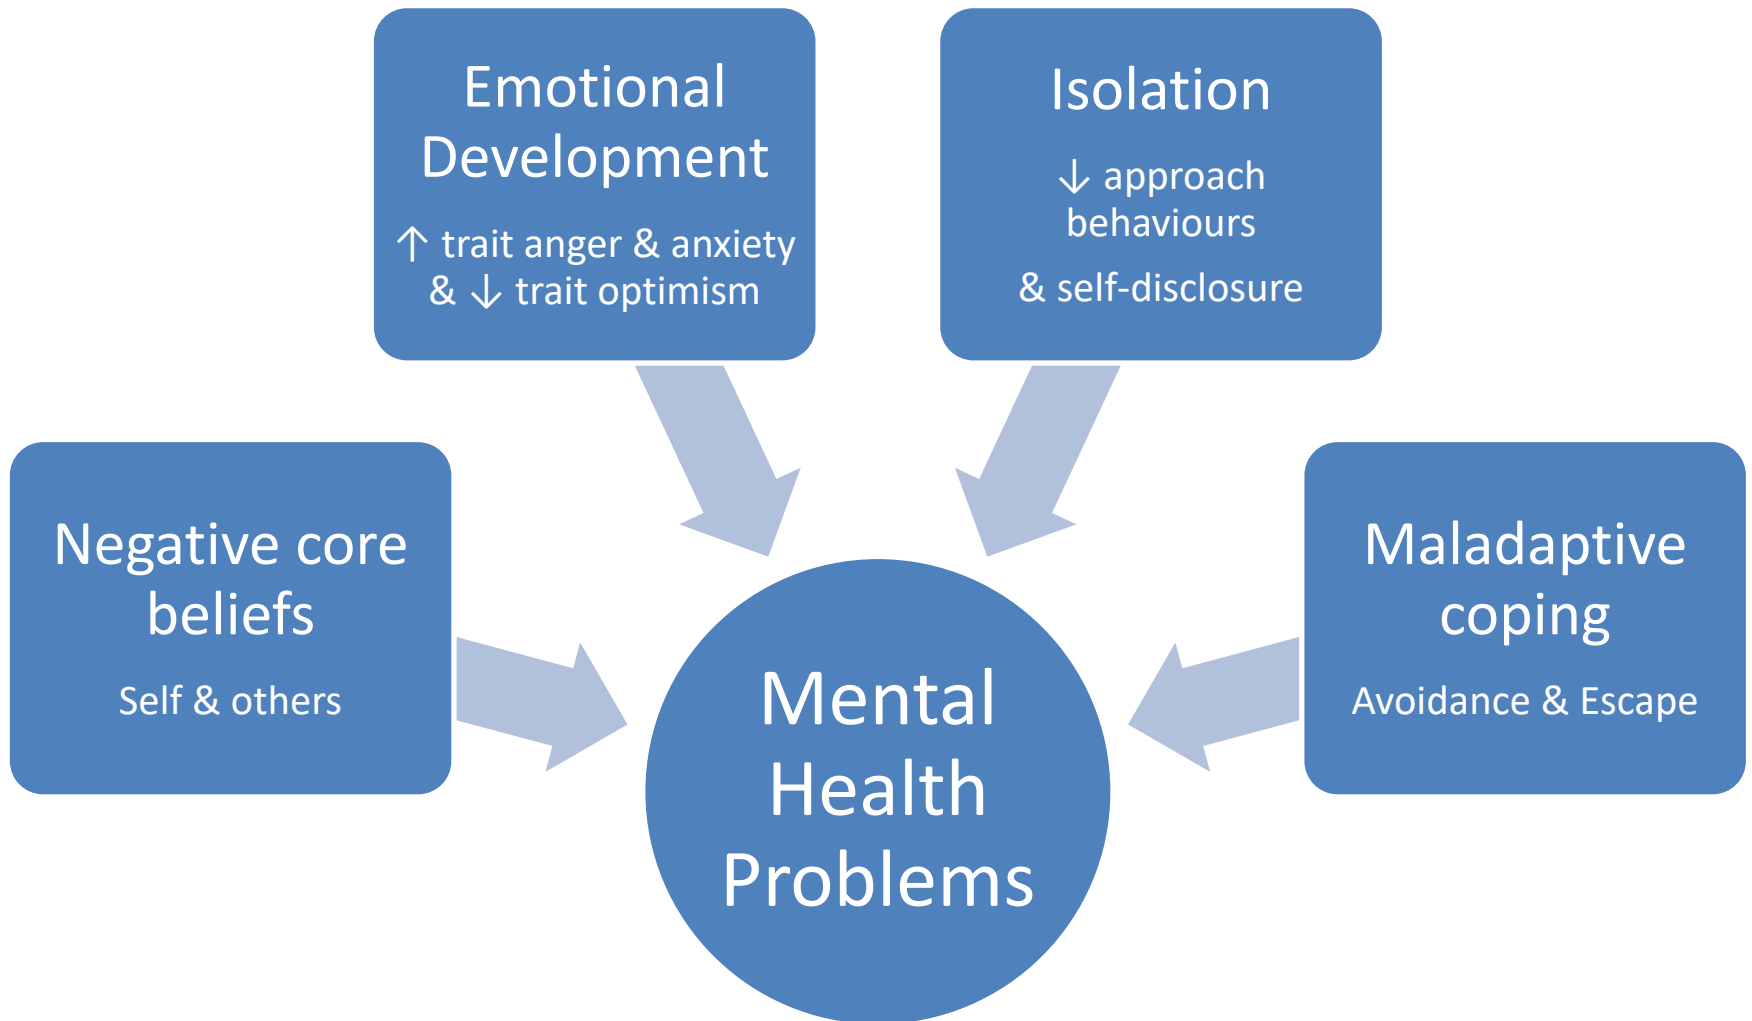 Emotional
Development
↑ trait anger & anxiety
& ↓ trait optimism
Isolation
↓ approach
behaviours
& self-disclosure
Negative core
beliefs
Self & others
Maladaptive
coping
Avoidance & Escape
Mental
Health
Problems